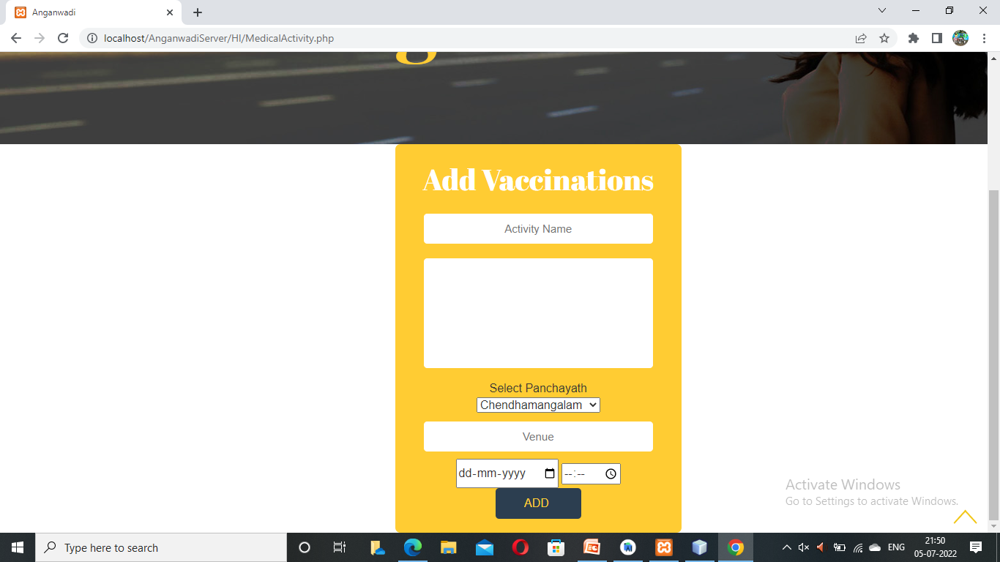 Anganwadi
localhost/AnganwadiServer/HI/MedicalActivity.php
Add Vaccinations
Activity Name
Select Panchayath
Chendhamangalam
Venue
dd-mm-yyyy --:--
ADD
Activate Windows
Go to Settings to activate Windows.
Type here to search
ENG
21:50
05-07-2022